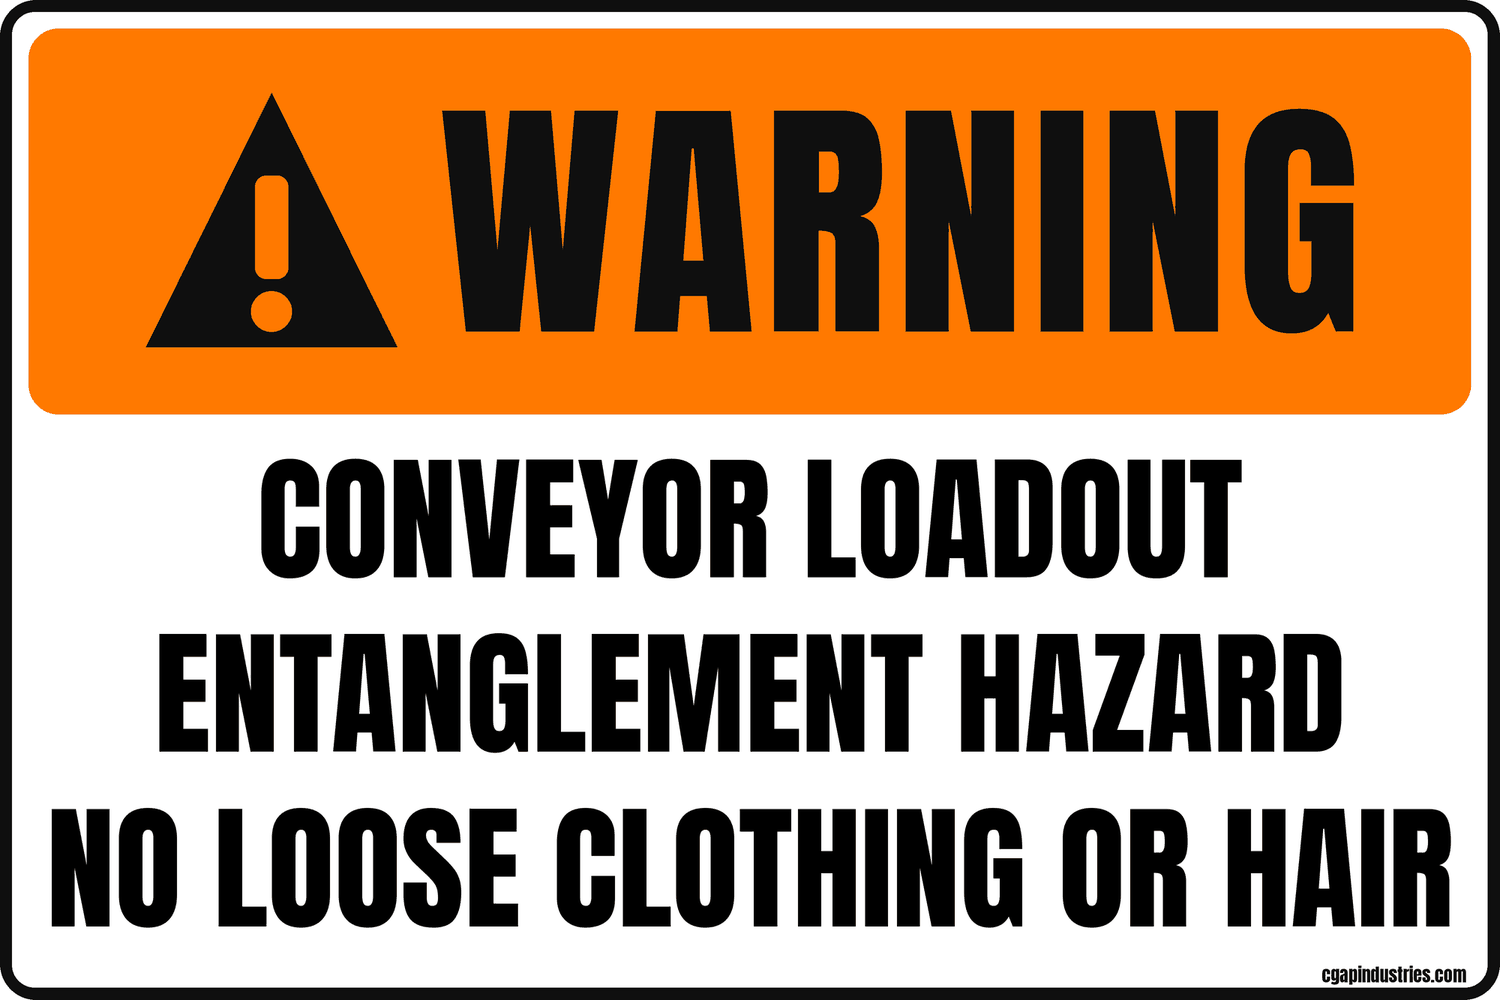 WARNING
CONVEYOR LOADOUT
ENTANGLEMENT HAZARD
NO LOOSE CLOTHING OR HAIR
cgapindustries.com